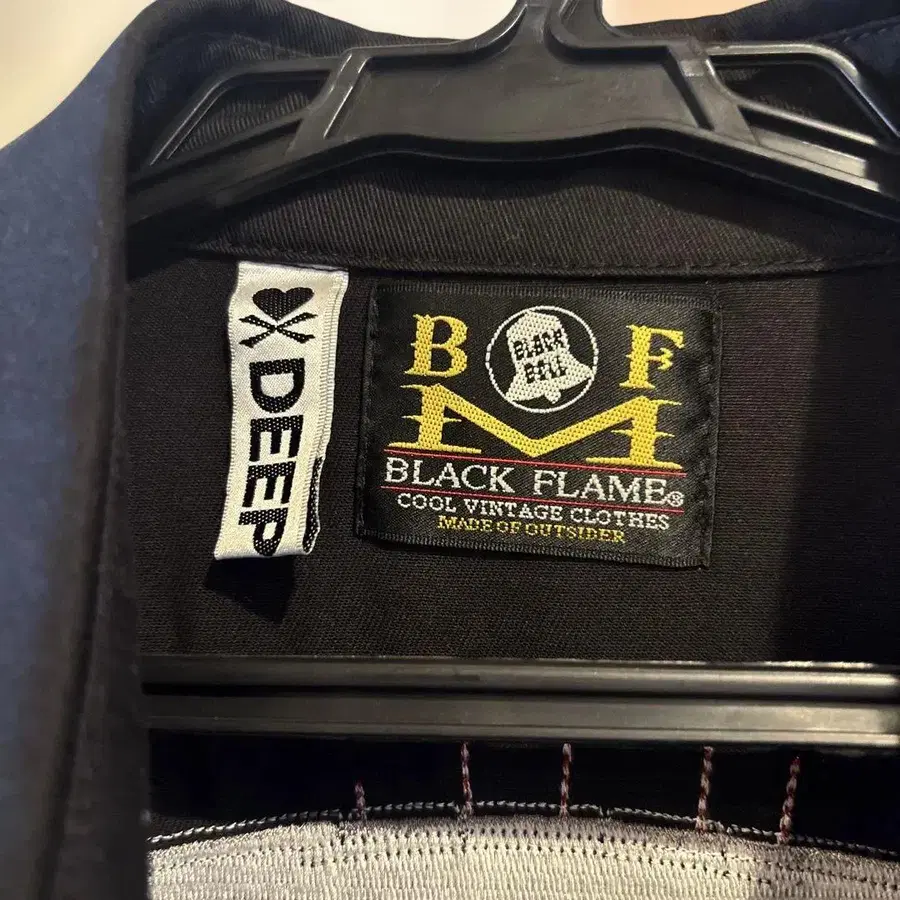 DEEP
B F
BLACK
BELL
M
BLACK FLAME®
COOL VINTAGE CLOTHES
MADE OF OUTSIDER